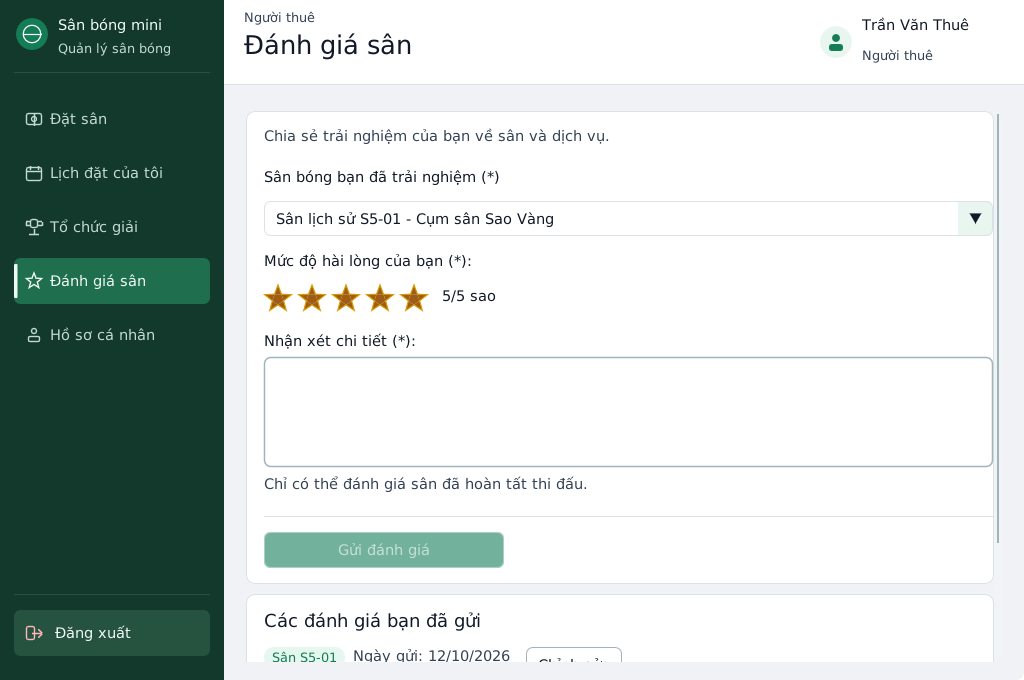 Sân bóng mini
Quản lý sân bóng
Đặt sân
Lịch đặt của tôi
Tổ chức giải
Đánh giá sân
Hồ sơ cá nhân
Đăng xuất
Người thuê
Đánh giá sân
Trần Văn Thuê
Người thuê
Chia sẻ trải nghiệm của bạn về sân và dịch vụ.
Sân bóng bạn đã trải nghiệm (*)
Sân lịch sử S5-01 - Cụm sân Sao Vàng
Mức độ hài lòng của bạn (*):
5/5 sao
Nhận xét chi tiết (*):
Chỉ có thể đánh giá sân đã hoàn tất thi đấu.
Gửi đánh giá
Các đánh giá bạn đã gửi
Sân S5-01 Ngày gửi: 12/10/2026